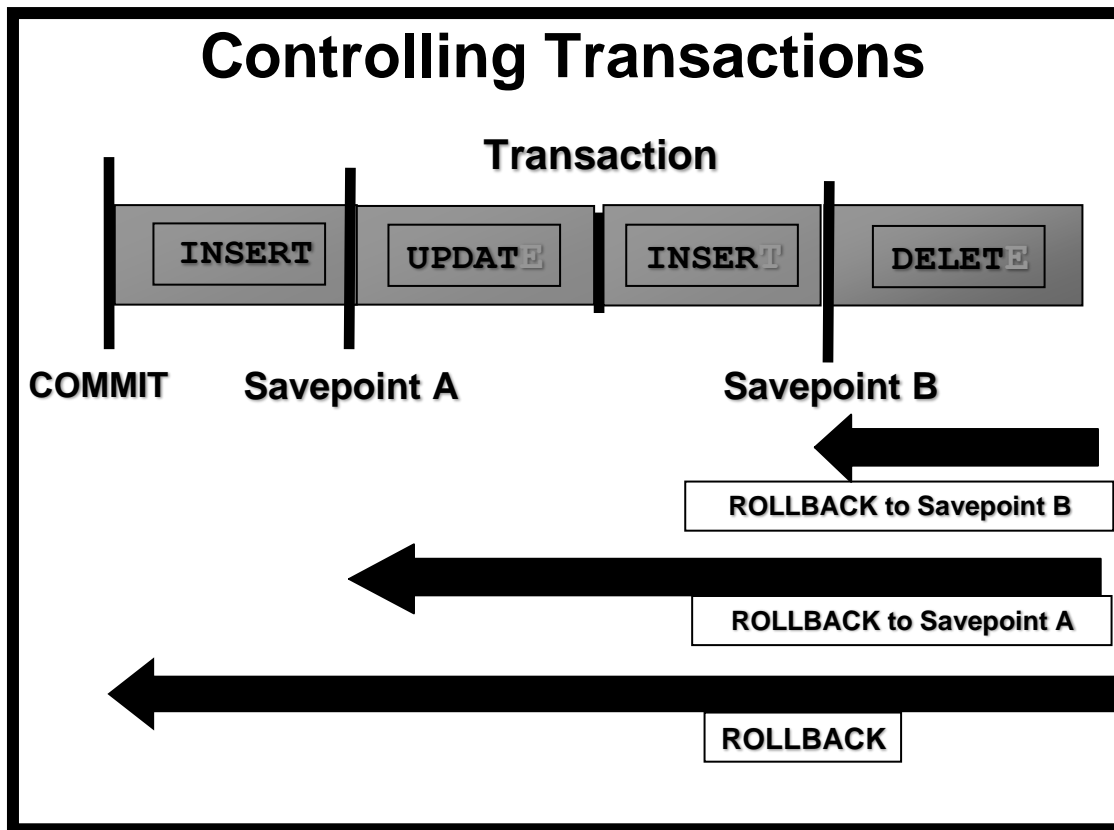 Controlling Transactions
Transaction
INSERT UPDATE INSERT DELETE
COMMIT Savepoint A Savepoint B
ROLLBACK to Savepoint B
ROLLBACK to Savepoint A
ROLLBACK